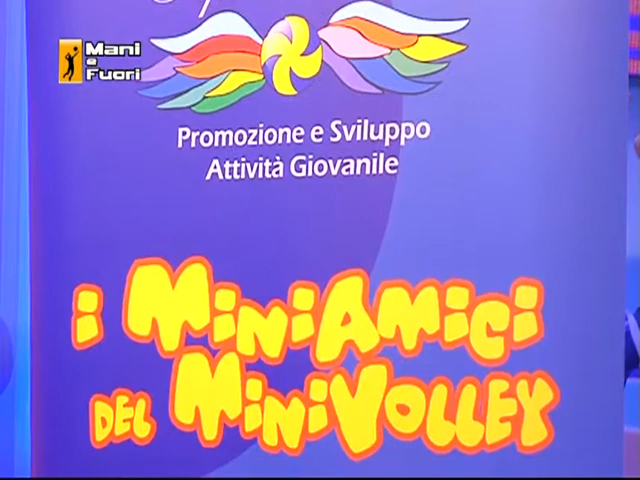 Mani
e
Fuori
Promozione e Sviluppo
Attività Giovanile
i MiniAmici
DEL MiniVOLLEY